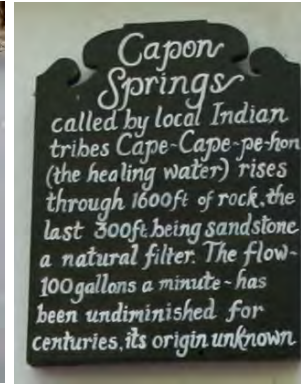 Capon
Springs
called by local Indian
tribes Cape-Cape-pe-hon
(the healing water) rises
through 1600ft of rock, the
last 300ft being sandstone
a natural filter. The flow-
100 gallons a minute - has
been undiminished for
centuries, its origin unknown